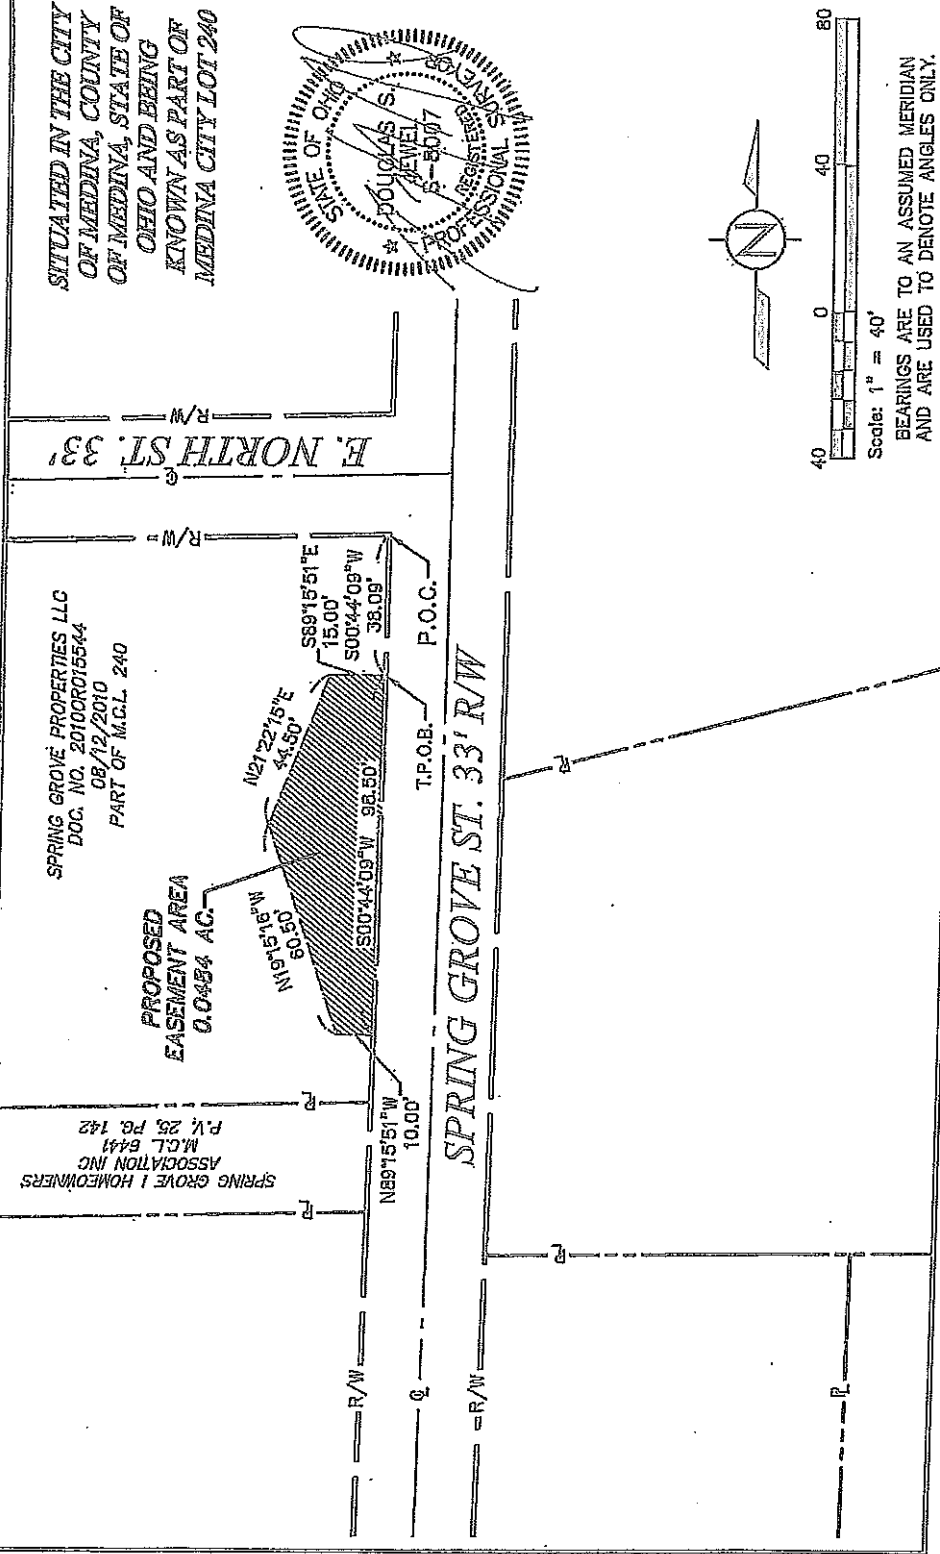 SITUATED IN THE CITY
OF MEDINA, COUNTY
OF MEDINA, STATE OF
OHIO AND BEING
KNOWN AS PART OF
MEDINA CITY LOT 240
STATE OF OHIO
DOUGLAS S.
JEWEL
S-8007
REGISTERED
PROFESSIONAL SURVEYOR
R/W
E. NORTH ST. 33'
R/W
SPRING GROVE PROPERTIES LLC
DOC. NO. 2010OR015544
08/12/2010
PART OF M.C.L. 240
PROPOSED
EASEMENT AREA
0.0484 AC.
N21°22'15"E
44.50'
S89°15'51"E
15.00'
S00°44'09"W
38.09'
P.O.C.
T.P.O.B.
S00°44'09"W 98.50'
N19°15'16"W
60.50'
N89°15'51"W
10.00'
SPRING GROVE I HOMEOWNERS
ASSOCIATION INC
M.C.L. 6441
P.V. 25, PG. 142
SPRING GROVE ST. 33' R/W
R/W
R/W
N
40 0 40 80
Scale: 1" = 40'
BEARINGS ARE TO AN ASSUMED MERIDIAN
AND ARE USED TO DENOTE ANGLES ONLY.